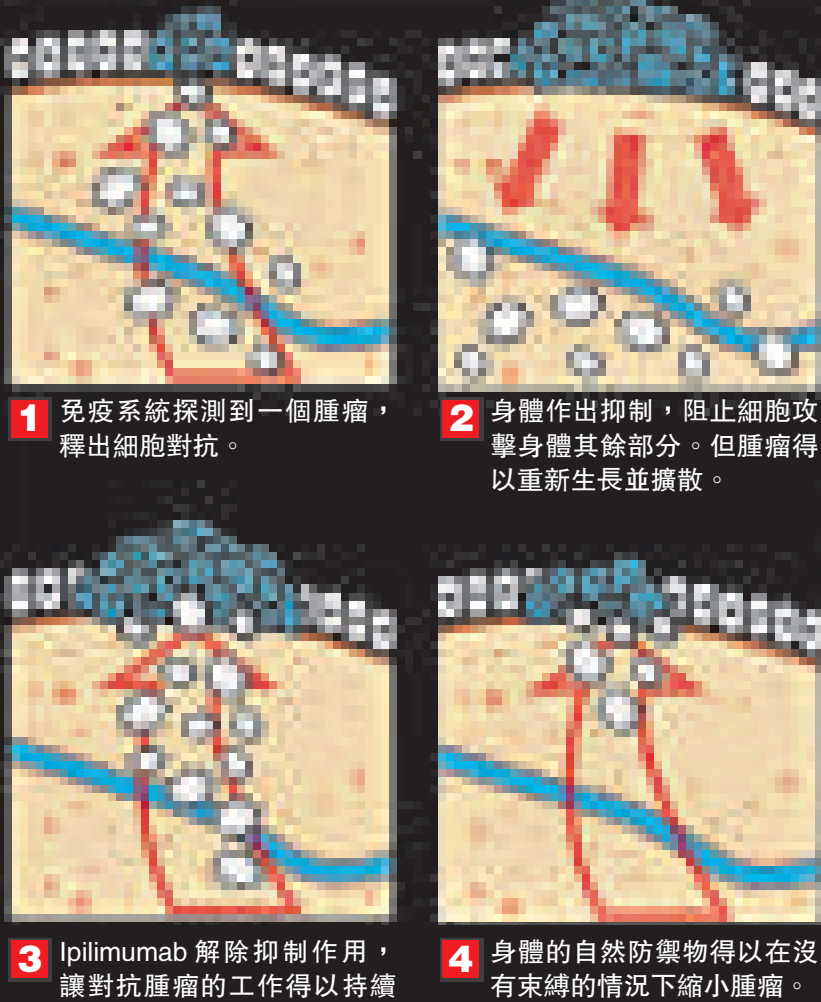 1 免疫系統探測到一個腫瘤，
釋出細胞對抗。
2 身體作出抑制，阻止細胞攻
擊身體其餘部分。但腫瘤得
以重新生長並擴散。
3 Ipilimumab 解除抑制作用，
讓對抗腫瘤的工作得以持續
4 身體的自然防禦物得以在沒
有束縛的情況下縮小腫瘤。